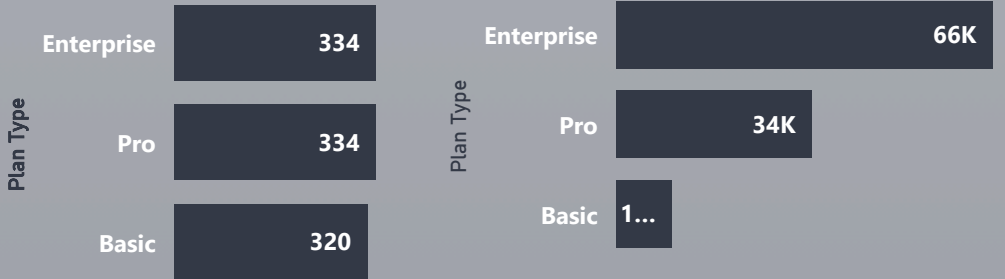 Plan Type
Enterprise 334
Pro 334
Basic 320
Plan Type
Enterprise 66K
Pro 34K
Basic 1...